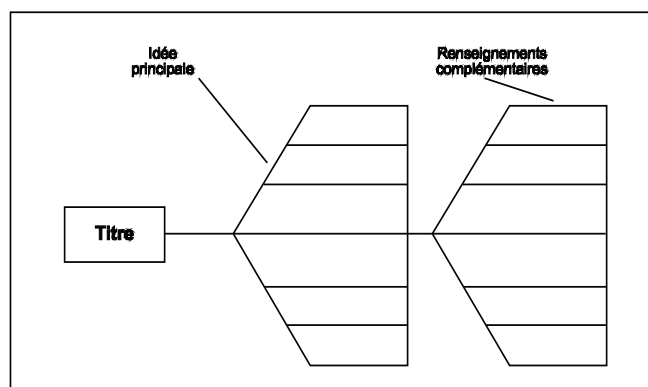 Idée
principale
Renseignements
complémentaires
Titre